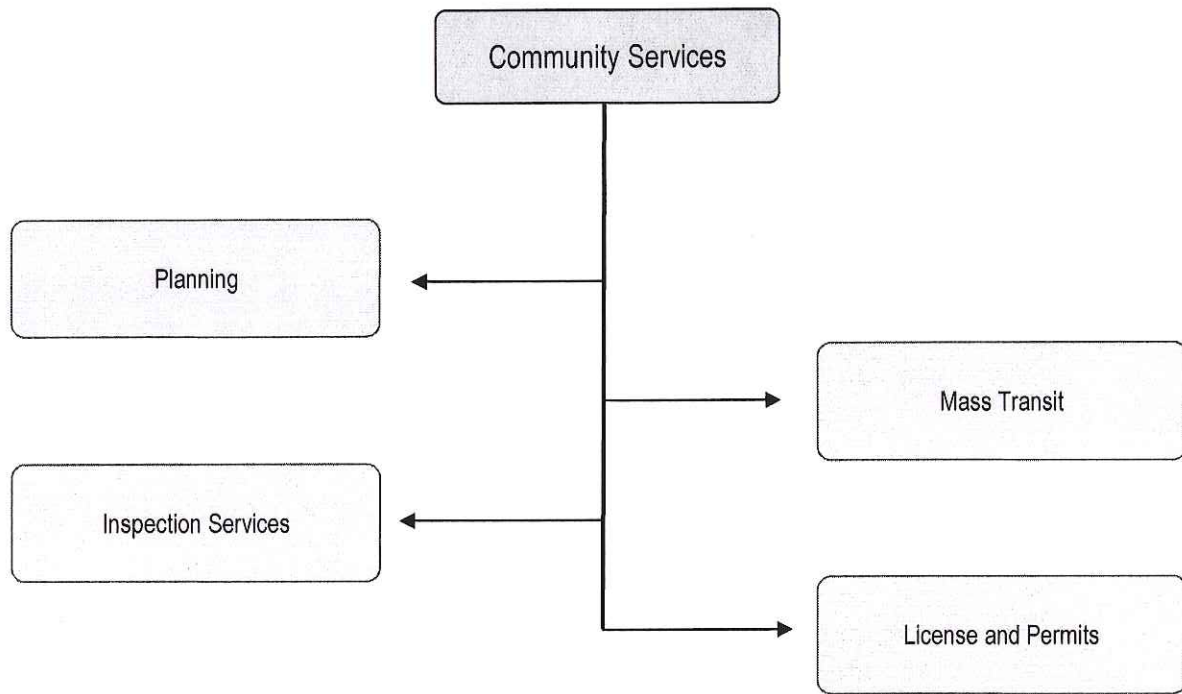 Community Services
Planning
Mass Transit
Inspection Services
License and Permits